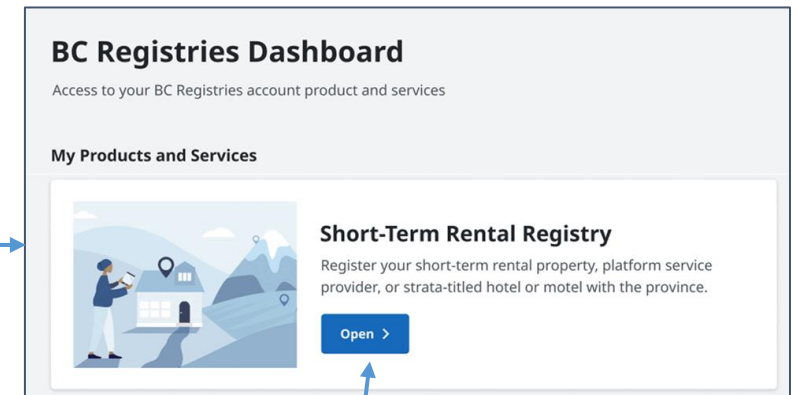 BC Registries Dashboard
Access to your BC Registries account product and services
My Products and Services
Short-Term Rental Registry
Register your short-term rental property, platform service
provider, or strata-titled hotel or motel with the province.
Open >